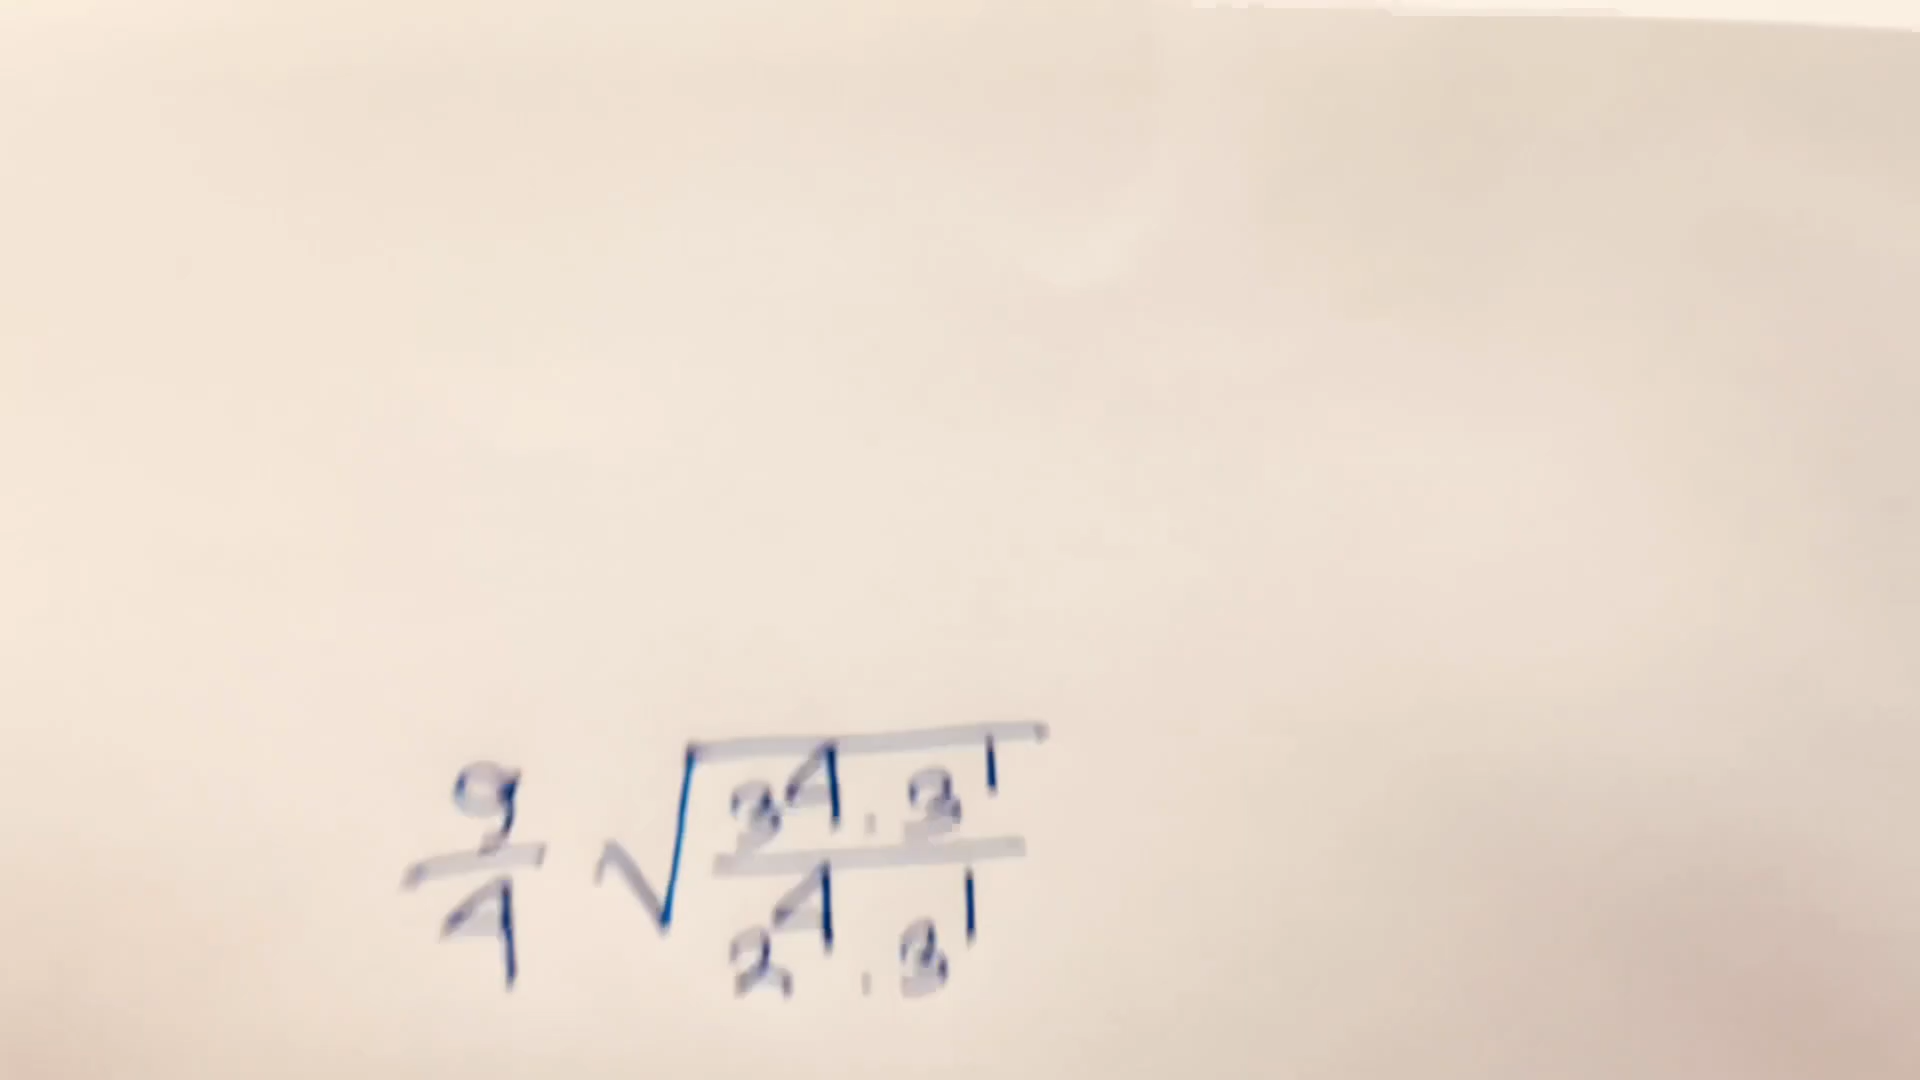 9/4 √(3⁴ . 3¹ / 2⁴ . 3¹)